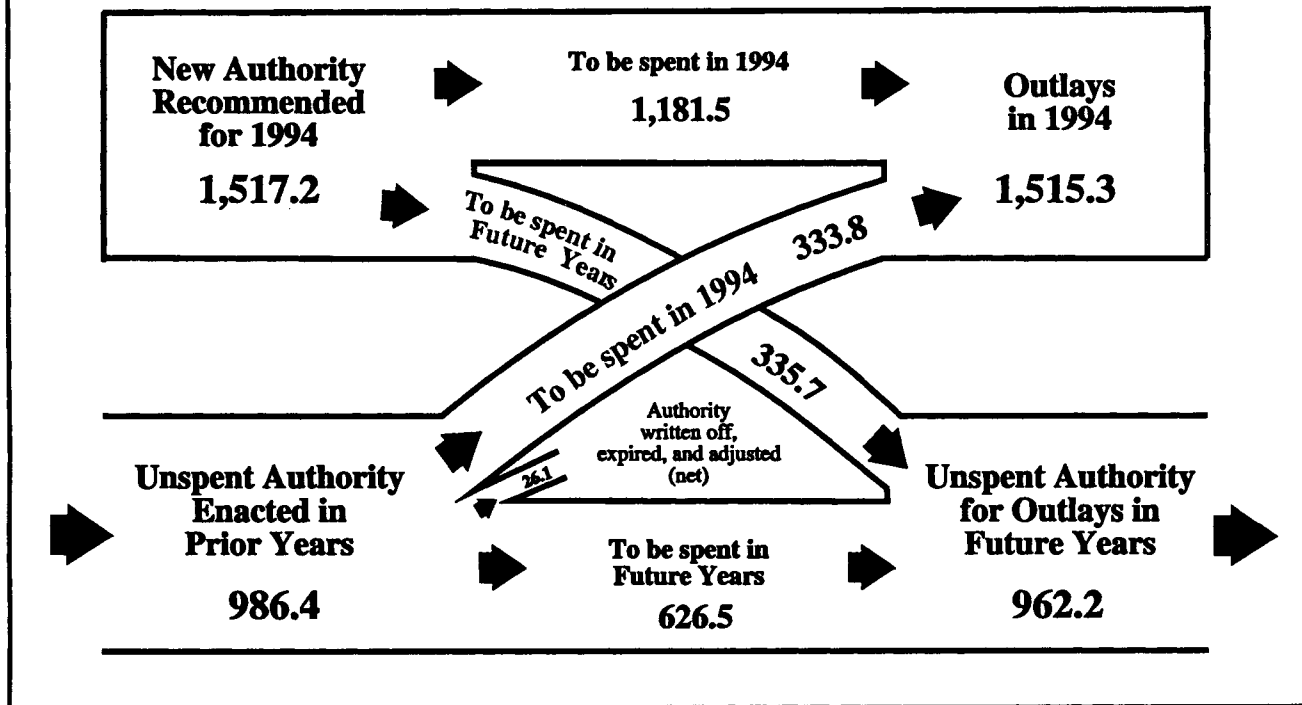 New Authority
Recommended
for 1994
1,517.2
To be spent in 1994
1,181.5
Outlays
in 1994
1,515.3
To be spent in
Future Years
335.7
To be spent in 1994 333.8
Authority
written off,
expired, and adjusted
(net)
26.1
Unspent Authority
Enacted in
Prior Years
986.4
To be spent in
Future Years
626.5
Unspent Authority
for Outlays in
Future Years
962.2